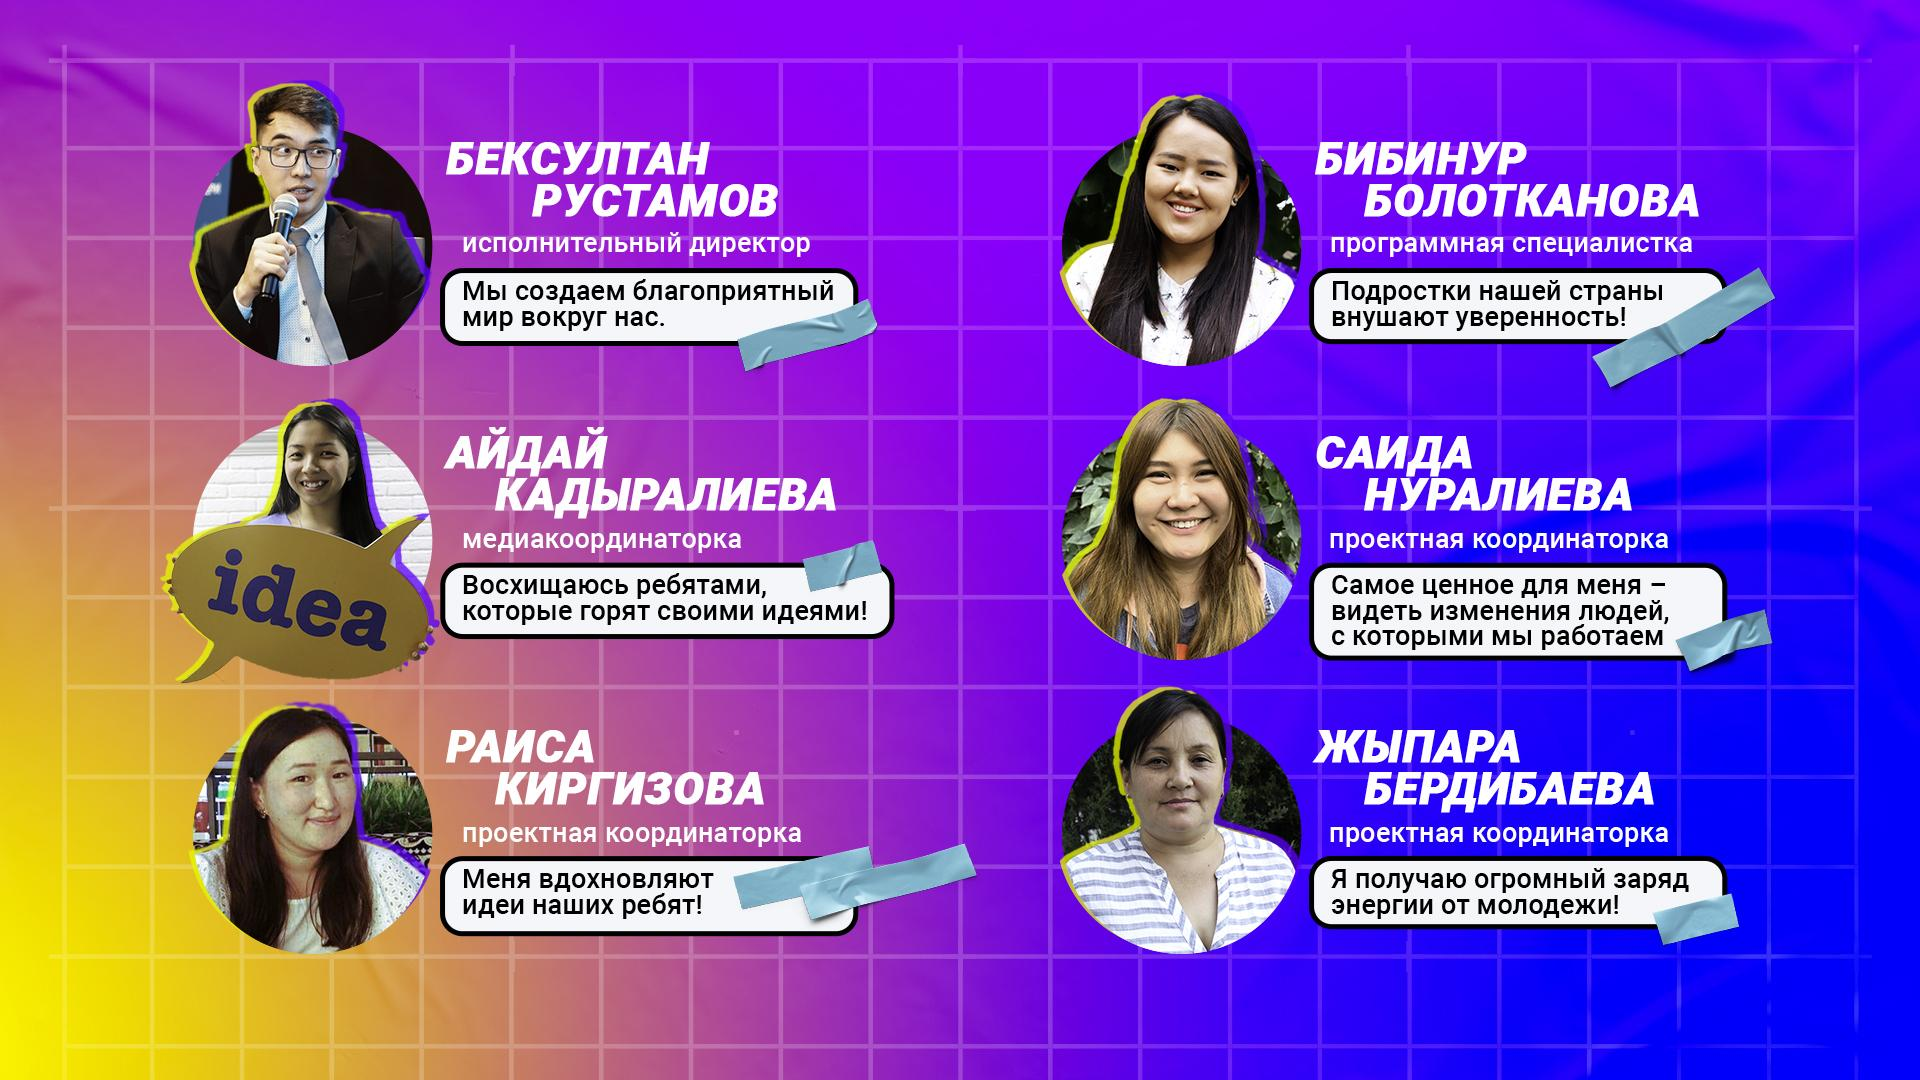 БЕКСУЛТАН
РУСТАМОВ
исполнительный директор
Мы создаем благоприятный
мир вокруг нас.
БИБИНУР
БОЛОТКАНОВА
программная специалистка
Подростки нашей страны
внушают уверенность!
АЙДАЙ
КАДЫРАЛИЕВА
медиакоординаторка
Восхищаюсь ребятами,
которые горят своими идеями!
idea
САИДА
НУРАЛИЕВА
проектная координаторка
Самое ценное для меня –
видеть изменения людей,
с которыми мы работаем
РАИСА
КИРГИЗОВА
проектная координаторка
Меня вдохновляют
идеи наших ребят!
ЖЫПАРА
БЕРДИБАЕВА
проектная координаторка
Я получаю огромный заряд
энергии от молодежи!